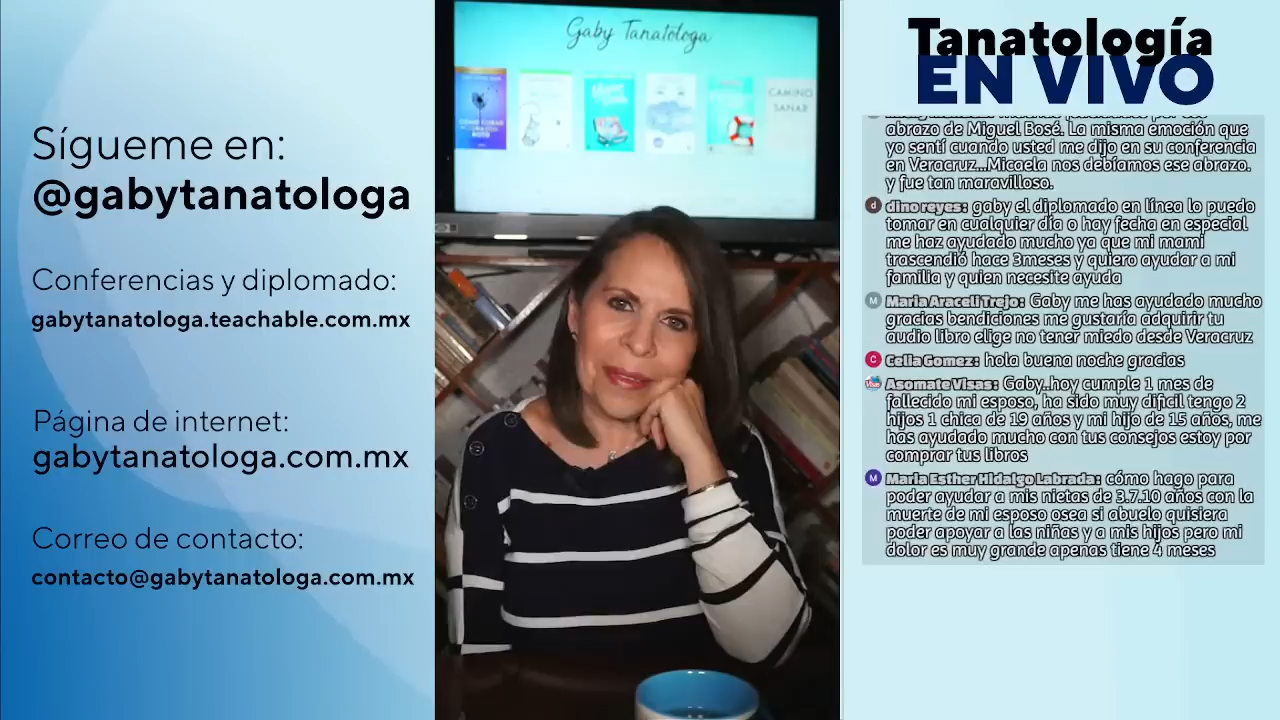 Sígueme en:
@gabytanatologa
Conferencias y diplomado:
gabytanatologa.teachable.com.mx
Página de internet:
gabytanatologa.com.mx
Correo de contacto:
contacto@gabytanatologa.com.mx
Gaby Tanatóloga
CÓMO CURAR
ROTO
CAMINO
SANAR
Tanatología
EN VIVO
abrazo de Miguel Bosé. La misma emoción que
yo sentí cuando usted me dijo en su conferencia
en Veracruz...Micaela nos debíamos ese abrazo.
y fue tan maravilloso.
d dino reyes: gaby el diplomado en línea lo puedo
tomar en cualquier día o hay fecha en especial
me haz ayudado mucho ya que mi mami
trascendió hace 3meses y quiero ayudar a mi
familia y quien necesite ayuda
M Maria Araceli Trejo: Gaby me has ayudado mucho
gracias bendiciones me gustaría adquirir tu
audio libro elige no tener miedo desde Veracruz
C Celia Gomez: hola buena noche gracias
Asomate Visas: Gaby..hoy cumple 1 mes de
fallecido mi esposo, ha sido muy dificil tengo 2
hijos 1 chica de 19 años y mi hijo de 15 años, me
has ayudado mucho con tus consejos estoy por
comprar tus libros
M Maria Esther Hidalgo Labrada: cómo hago para
poder ayudar a mis nietas de 3.7.10 años con la
muerte de mi esposo osea si abuelo quisiera
poder apoyar a las niñas y a mis hijos pero mi
dolor es muy grande apenas tiene 4 meses